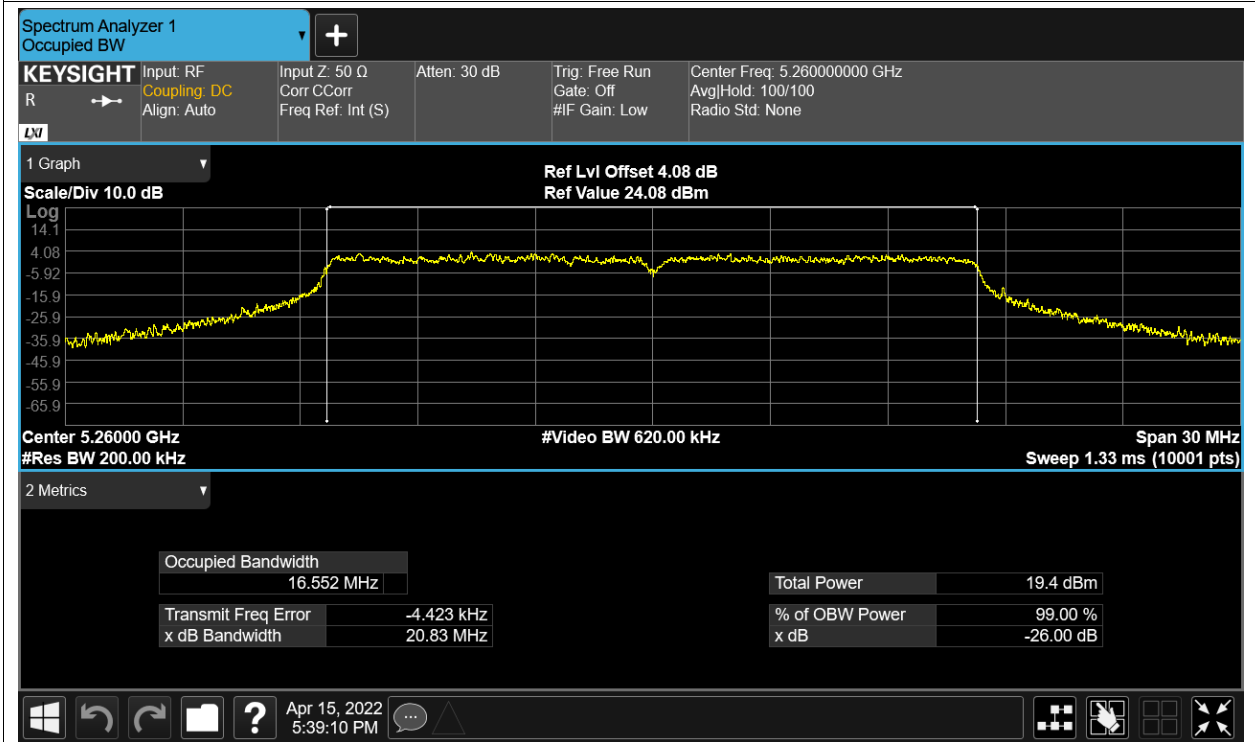 Spectrum Analyzer 1
Occupied BW
KEYSIGHT Input: RF Input Z: 50 Ω Atten: 30 dB Trig: Free Run Center Freq: 5.260000000 GHz
R Coupling: DC Corr CCorr Gate: Off Avg|Hold: 100/100
Align: Auto Freq Ref: Int (S) #IF Gain: Low Radio Std: None
LXI
1 Graph
Ref Lvl Offset 4.08 dB
Scale/Div 10.0 dB Ref Value 24.08 dBm
Log
14.1
4.08
-5.92
-15.9
-25.9
-35.9
-45.9
-55.9
-65.9
Center 5.26000 GHz #Video BW 620.00 kHz Span 30 MHz
#Res BW 200.00 kHz Sweep 1.33 ms (10001 pts)
2 Metrics
Occupied Bandwidth
16.552 MHz Total Power 19.4 dBm
Transmit Freq Error -4.423 kHz % of OBW Power 99.00 %
x dB Bandwidth 20.83 MHz x dB -26.00 dB
? Apr 15, 2022
5:39:10 PM